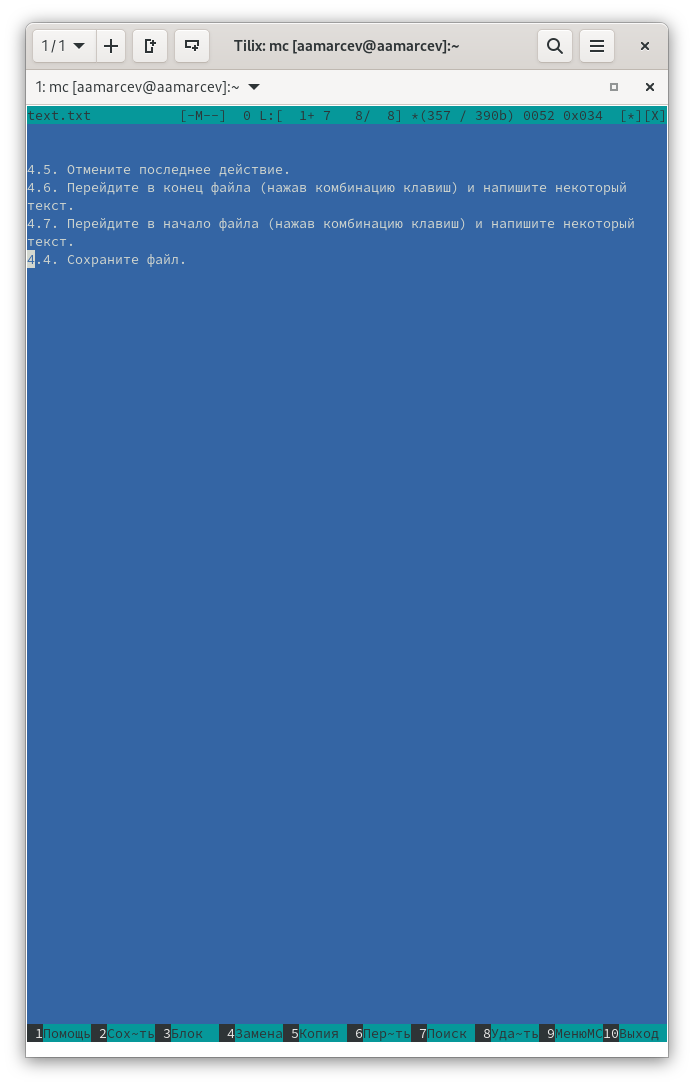 1 / 1
Tilix: mc [aamarcev@aamarcev]:~
1: mc [aamarcev@aamarcev]:~
text.txt [-M--] 0 L:[ 1+ 7 8/ 8] *(357 / 390b) 0052 0x034 [*][X]
4.5. Отмените последнее действие.
4.6. Перейдите в конец файла (нажав комбинацию клавиш) и напишите некоторый
текст.
4.7. Перейдите в начало файла (нажав комбинацию клавиш) и напишите некоторый
текст.
4.4. Сохраните файл.
1Помощь 2Сох~ть 3Блок 4Замена 5Копия 6Пер~ть 7Поиск 8Уда~ть 9МенюMC 10Выход